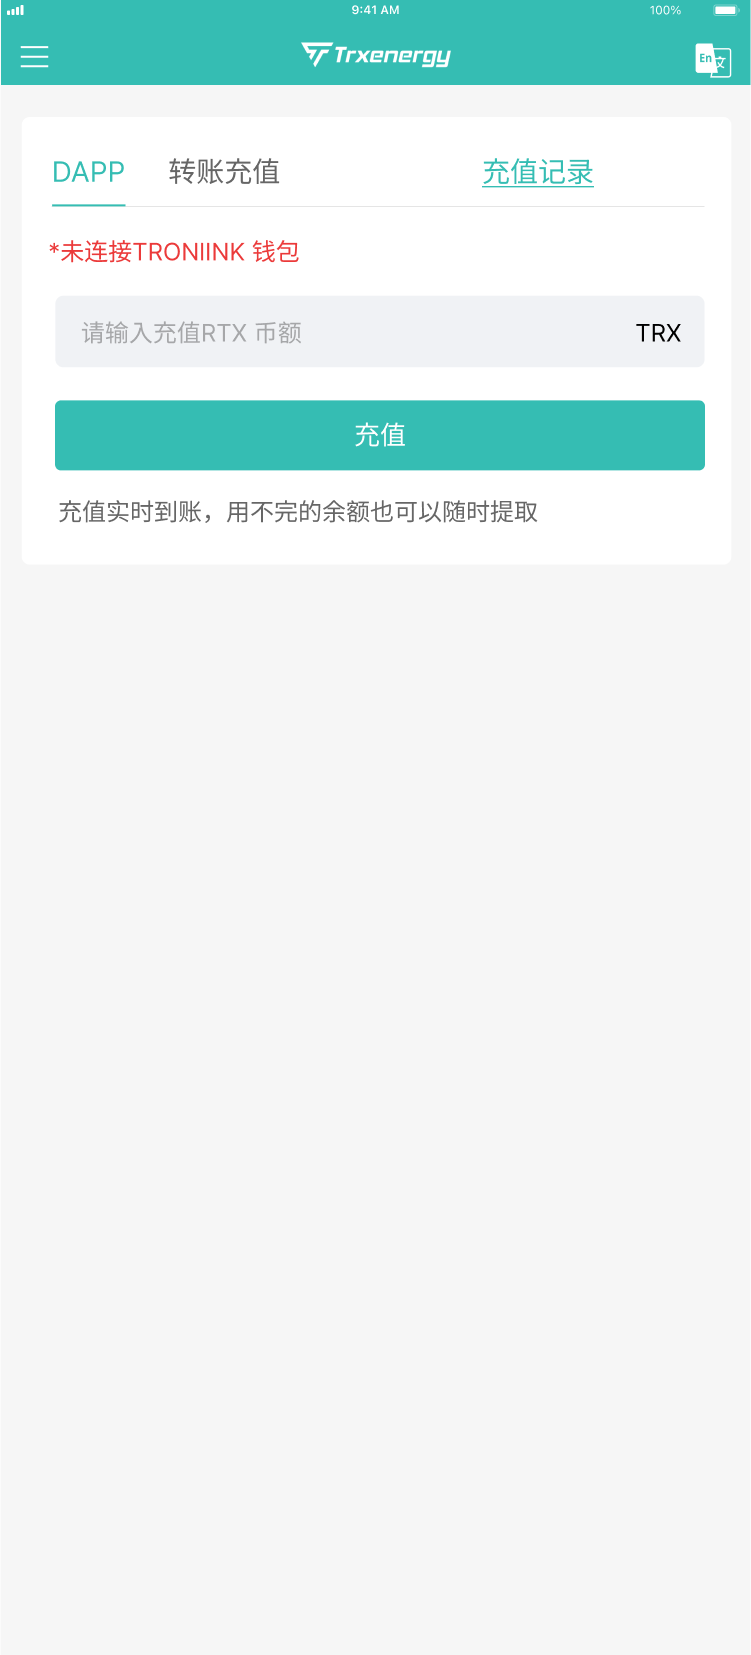 9:41 AM
100%
Trxenergy
En 文
DAPP 转账充值 充值记录
*未连接TRONIINK 钱包
请输入充值RTX 币额 TRX
充值
充值实时到账，用不完的余额也可以随时提取